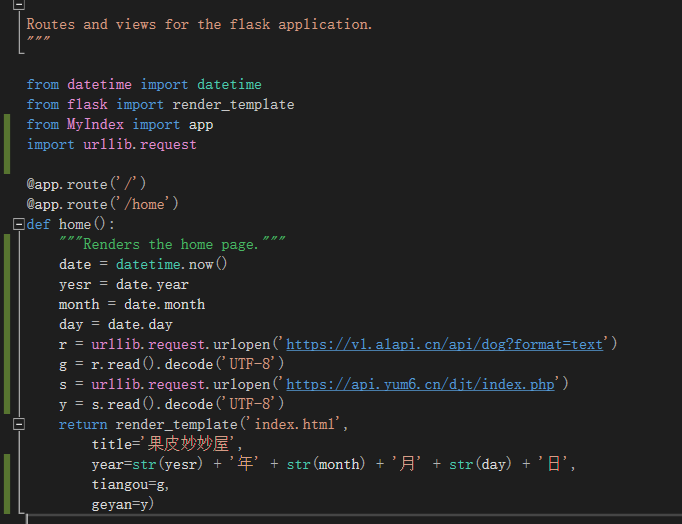 Routes and views for the flask application.
"""
from datetime import datetime
from flask import render_template
from MyIndex import app
import urllib.request
@app.route('/')
@app.route('/home')
def home():
    """Renders the home page."""
    date = datetime.now()
    yesr = date.year
    month = date.month
    day = date.day
    r = urllib.request.urlopen('https://v1.alapi.cn/api/dog?format=text')
    g = r.read().decode('UTF-8')
    s = urllib.request.urlopen('https://api.yum6.cn/djt/index.php')
    y = s.read().decode('UTF-8')
    return render_template('index.html',
        title='果皮妙妙屋',
        year=str(yesr) + '年' + str(month) + '月' + str(day) + '日',
        tiangou=g,
        geyan=y)